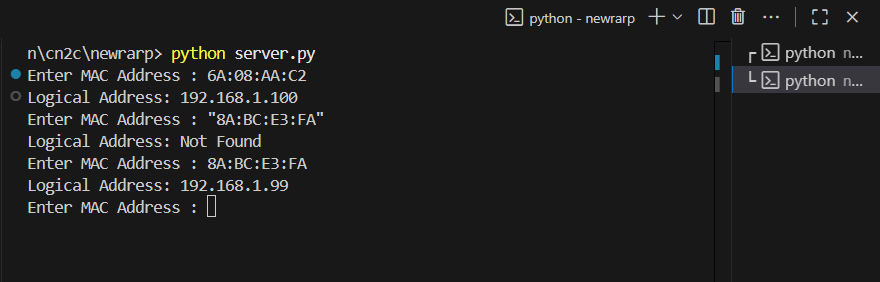 python - newrarp
n\cn2c\newrarp> python server.py
Enter MAC Address : 6A:08:AA:C2
Logical Address: 192.168.1.100
Enter MAC Address : "8A:BC:E3:FA"
Logical Address: Not Found
Enter MAC Address : 8A:BC:E3:FA
Logical Address: 192.168.1.99
Enter MAC Address :
python n...
python n...